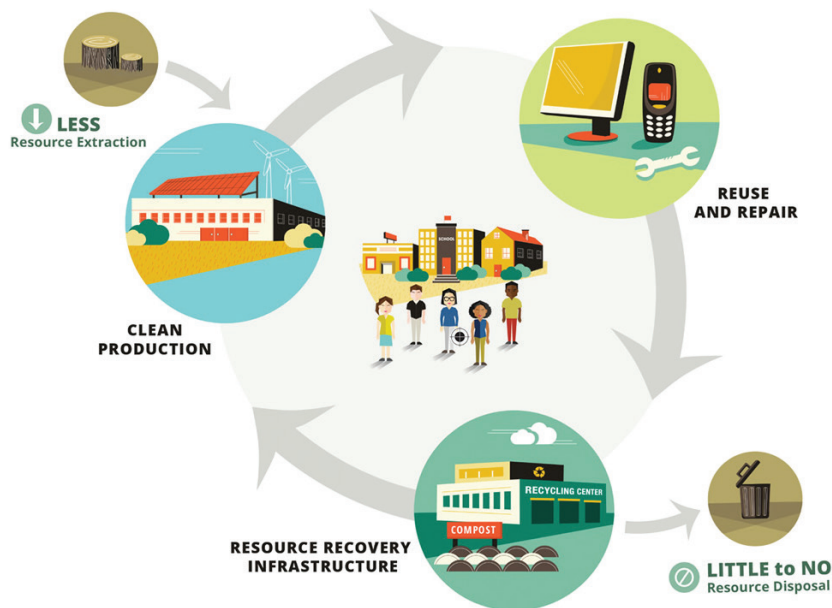 LESS
Resource Extraction
CLEAN
PRODUCTION
REUSE
AND REPAIR
SCHOOL
RECYCLING CENTER
COMPOST
RESOURCE RECOVERY
INFRASTRUCTURE
LITTLE to NO
Resource Disposal